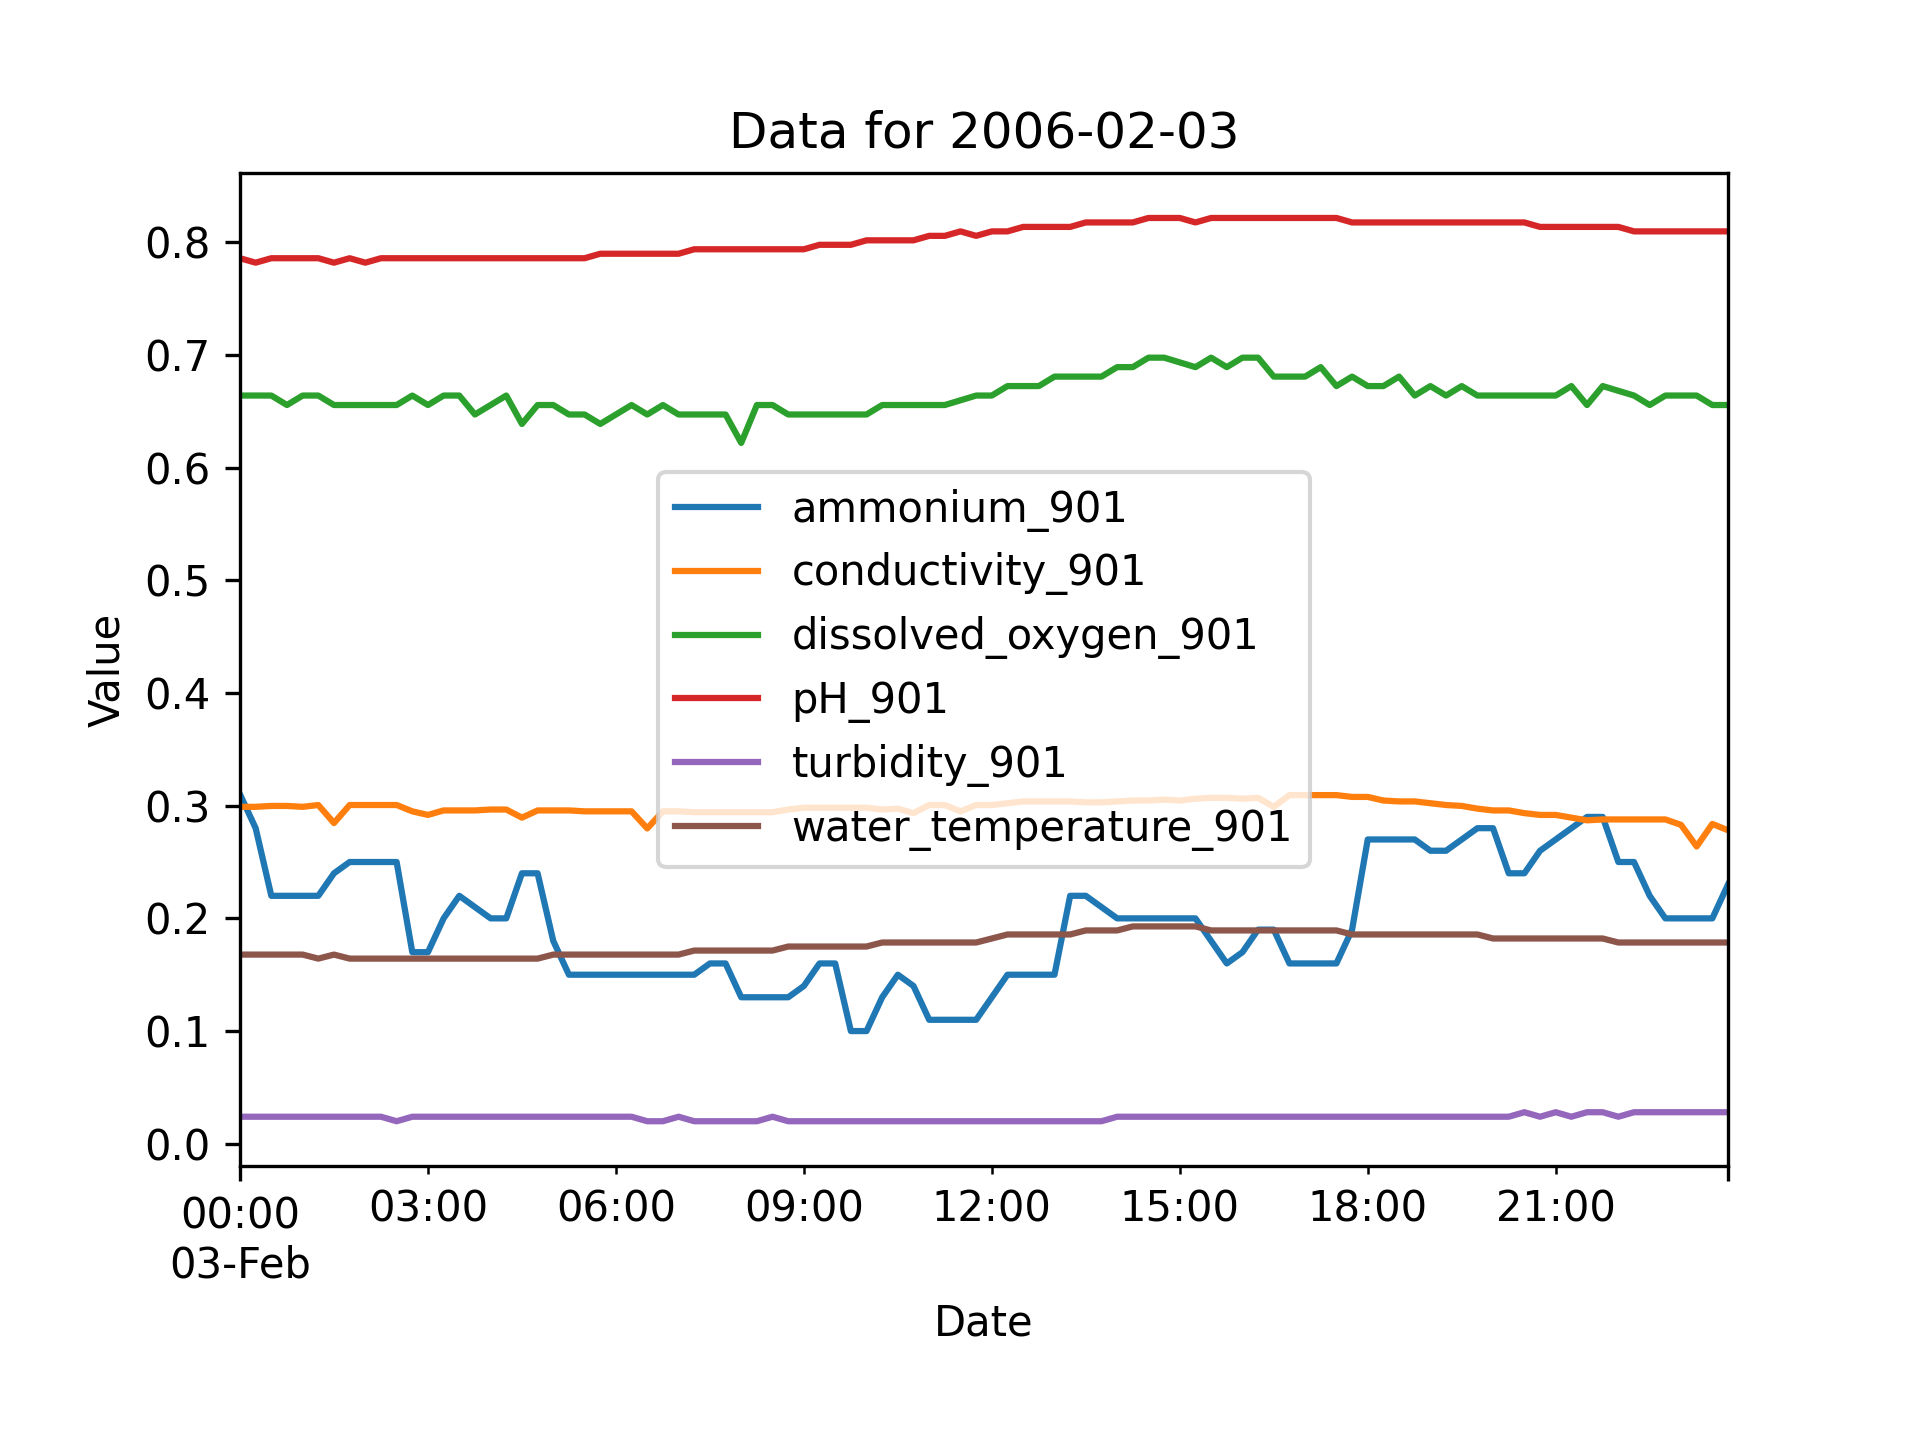 Data for 2006-02-03
Value
0.8
0.7
0.6
0.5
0.4
0.3
0.2
0.1
0.0
ammonium_901
conductivity_901
dissolved_oxygen_901
pH_901
turbidity_901
water_temperature_901
00:00 03:00 06:00 09:00 12:00 15:00 18:00 21:00
03-Feb
Date